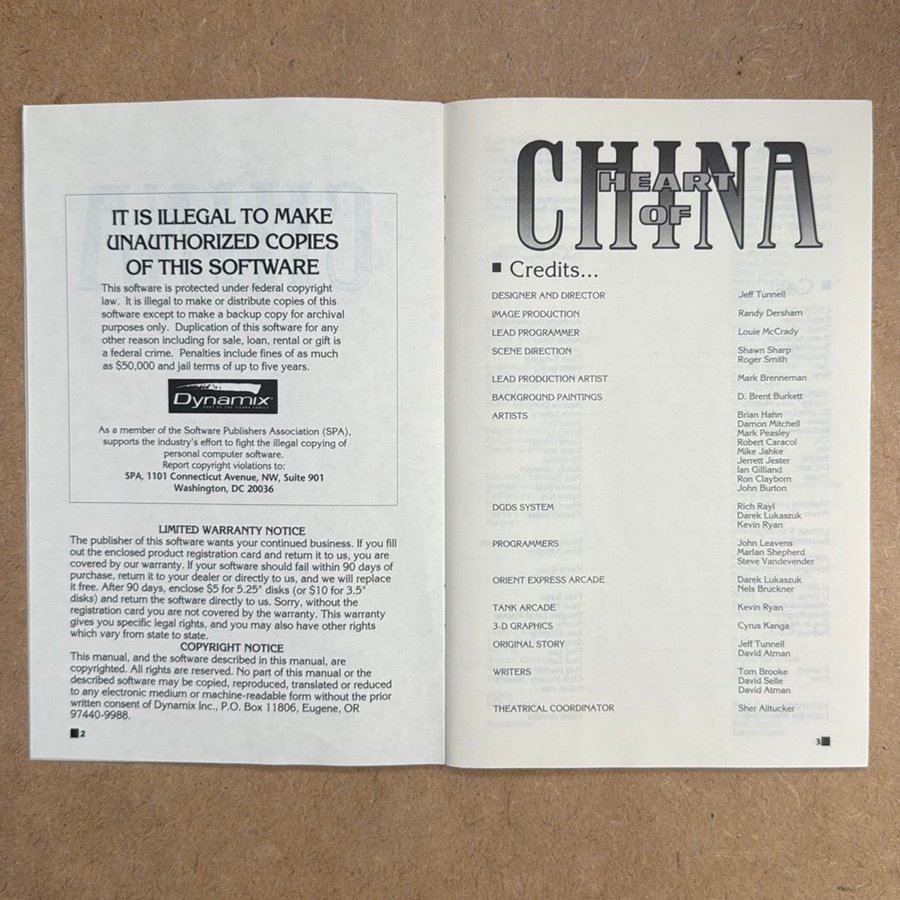 IT IS ILLEGAL TO MAKE
UNAUTHORIZED COPIES
OF THIS SOFTWARE
This software is protected under federal copyright
law. It is illegal to make or distribute copies of this
software except to make a backup copy for archival
purposes only. Duplication of this software for any
other reason including for sale, loan, rental or gift is
a federal crime. Penalties include fines of as much
as $50,000 and jail terms of up to five years.
Dynamix
PART OF THE SIERRA FAMILY
As a member of the Software Publishers Association (SPA),
supports the industry's effort to fight the illegal copying of
personal computer software.
Report copyright violations to:
SPA, 1101 Connecticut Avenue, NW, Suite 901
Washington, DC 20036
LIMITED WARRANTY NOTICE
The publisher of this software wants your continued business. If you fill
out the enclosed product registration card and return it to us, you are
covered by our warranty. If your software should fail within 90 days of
purchase, return it to your dealer or directly to us, and we will replace
it free. After 90 days, enclose $5 for 5.25" disks (or $10 for 3.5"
disks) and return the software directly to us. Sorry, without the
registration card you are not covered by the warranty. This warranty
gives you specific legal rights, and you may also have other rights
which vary from state to state.
COPYRIGHT NOTICE
This manual, and the software described in this manual, are
copyrighted. All rights are reserved. No part of this manual or the
described software may be copied, reproduced, translated or reduced
to any electronic medium or machine-readable form without the prior
written consent of Dynamix Inc., P.O. Box 11806, Eugene, OR
97440-9988.
2
HEART
OF
CHINA
Credits...
DESIGNER AND DIRECTOR Jeff Tunnell
IMAGE PRODUCTION Randy Dersham
LEAD PROGRAMMER Louie McCrady
SCENE DIRECTION Shawn Sharp
Roger Smith
LEAD PRODUCTION ARTIST Mark Brenneman
BACKGROUND PAINTINGS D. Brent Burkett
ARTISTS Brian Hahn
Damon Mitchell
Mark Peasley
Robert Caracol
Mike Jahke
Jerrett Jester
Ian Gilliand
Ron Clayborn
John Burton
DGDS SYSTEM Rich Rayl
Darek Lukaszuk
Kevin Ryan
PROGRAMMERS John Leavens
Marlan Shepherd
Steve Vandevender
ORIENT EXPRESS ARCADE Darek Lukaszuk
Nels Bruckner
TANK ARCADE Kevin Ryan
3-D GRAPHICS Cyrus Kanga
ORIGINAL STORY Jeff Tunnell
David Atman
WRITERS Tom Brooke
David Selle
David Atman
THEATRICAL COORDINATOR Sher Alltucker
3